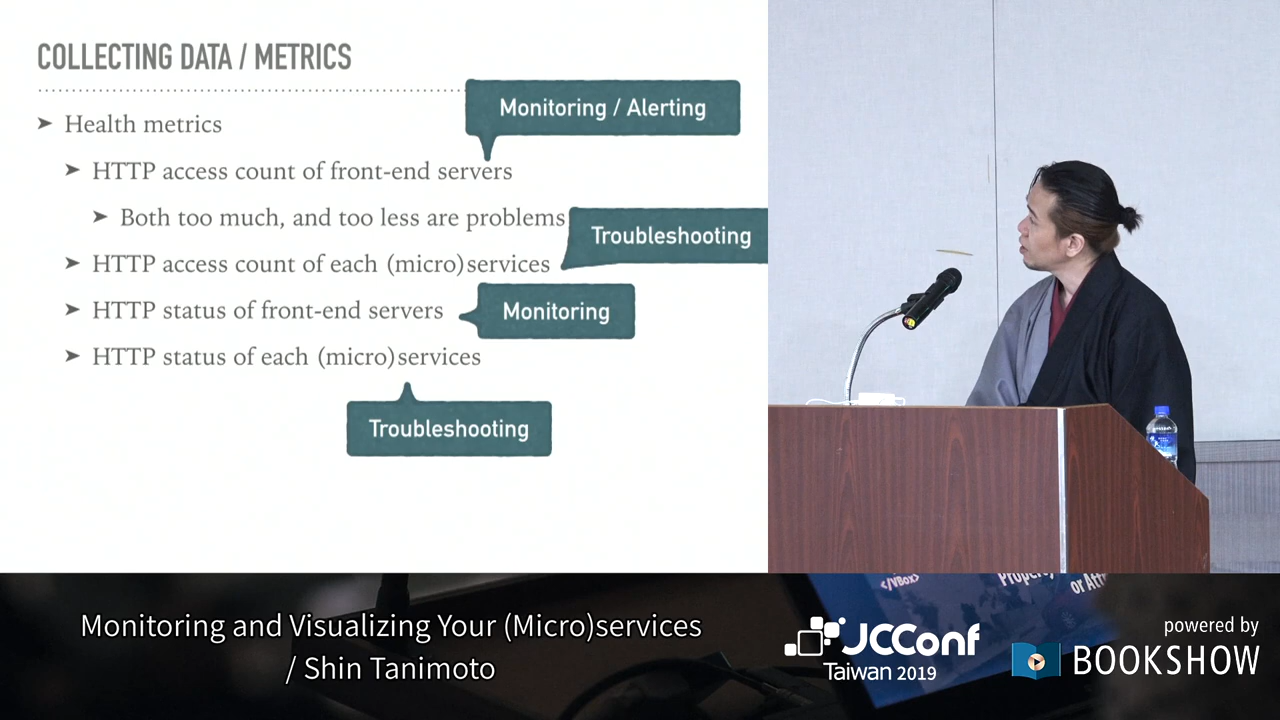 COLLECTING DATA / METRICS
Monitoring / Alerting
➤ Health metrics
➤ HTTP access count of front-end servers
➤ Both too much, and too less are problems
Troubleshooting
➤ HTTP access count of each (micro)services
➤ HTTP status of front-end servers
Monitoring
➤ HTTP status of each (micro)services
Troubleshooting
</VBox>
Monitoring and Visualizing Your (Micro)services
/ Shin Tanimoto
JCConf
Taiwan 2019
powered by
BOOKSHOW